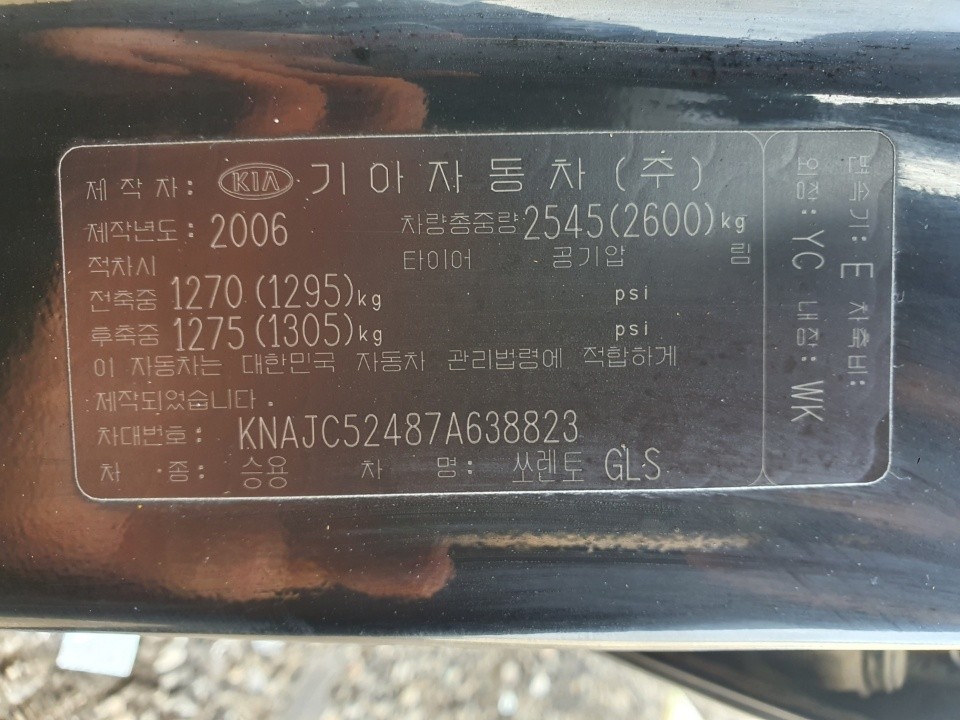 제 작 자: KIA 기아자동차(주)
제작년도: 2006 차량총중량 2545(2600)kg
적차시 타이어 공기압 림
전축중 1270(1295)kg psi
후축중 1275(1305)kg psi
이 자동차는 대한민국 자동차 관리법령에 적합하게
제작되었습니다.
차대번호: KNAJC52487A638823
차 종: 승용 차 명: 쏘렌토 GLS
변속기: E 차축비:
외장: YC 내장: WK